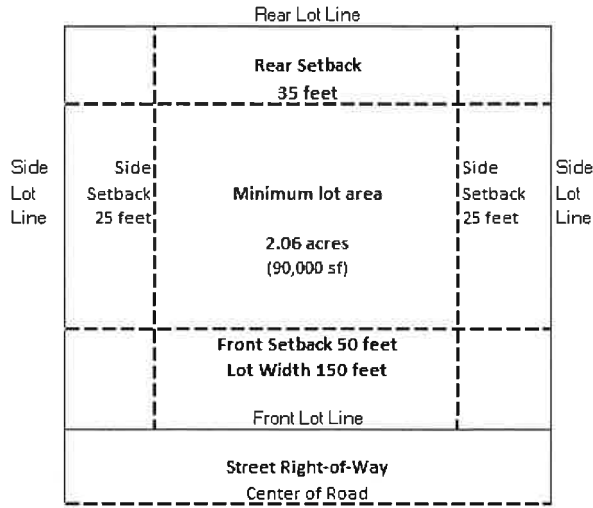 Rear Lot Line
Rear Setback
35 feet
Side
Lot
Line
Side
Setback
25 feet
Minimum lot area
2.06 acres
(90,000 sf)
Side
Setback
25 feet
Side
Lot
Line
Front Setback 50 feet
Lot Width 150 feet
Front Lot Line
Street Right-of-Way
Center of Road